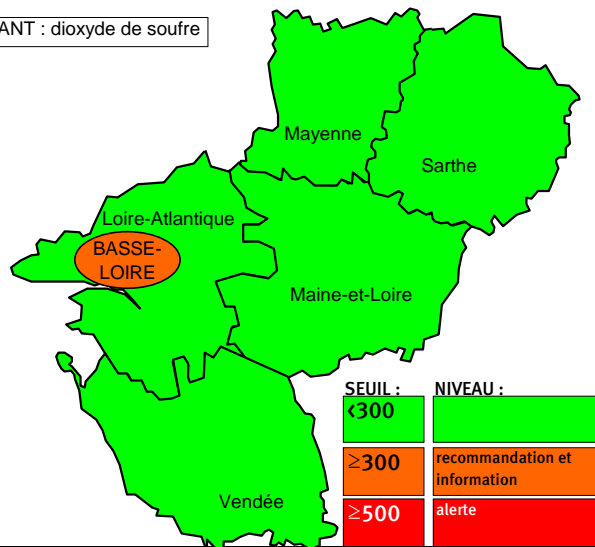 ANT : dioxyde de soufre
Mayenne
Sarthe
Loire-Atlantique
BASSE-
LOIRE
Maine-et-Loire
Vendée
SEUIL : NIVEAU :
<300
≥300 recommandation et
information
≥500 alerte